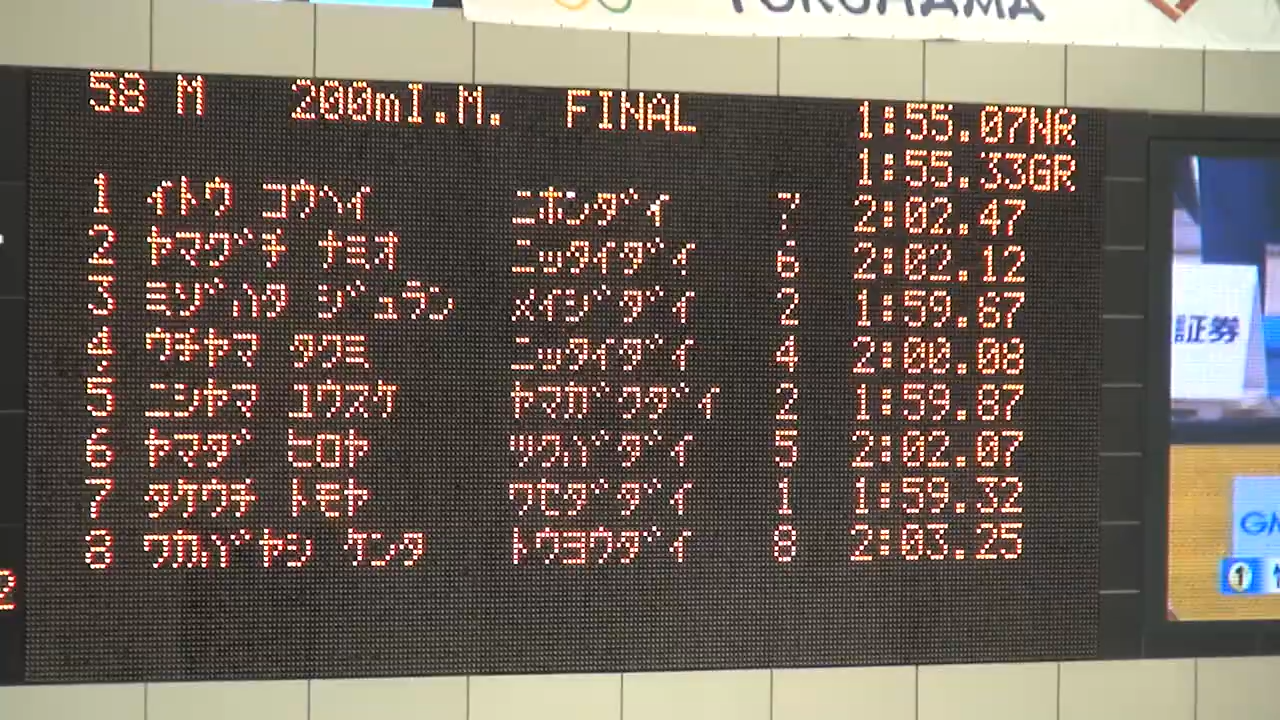 YOKOHAMA
58 M 200mI.M. FINAL 1:55.07NR
1:55.33GR
1 イトウ コウヘイ ニホンダイ 7 2:02.47
2 ヤマグチ ナミオ ニッタイダイ 6 2:02.12
3 ミゾハタ ジュラン メイジダイ 2 1:59.67
4 ウチヤマ タクミ ニッタイダイ 4 2:00.08
5 ニシヤマ ユウスケ ヤマガクダイ 2 1:59.87
6 ヤマダ ヒロヤ ツクバダイ 5 2:02.07
7 タケウチ トモヤ ワセダダイ 1 1:59.32
8 ワカバヤシ ケンタ トウヨウダイ 8 2:03.25
2
証券
GM
1